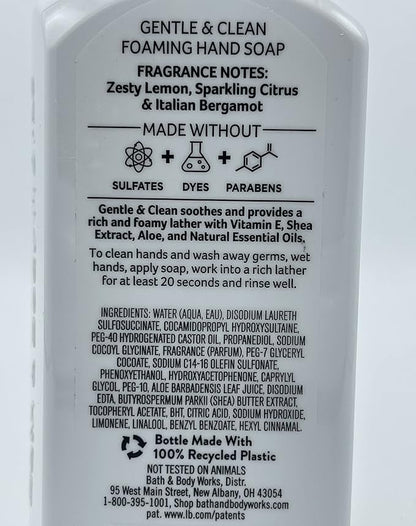 GENTLE & CLEAN
FOAMING HAND SOAP
FRAGRANCE NOTES:
Zesty Lemon, Sparkling Citrus
& Italian Bergamot
MADE WITHOUT
+ +
SULFATES DYES PARABENS
Gentle & Clean soothes and provides a
rich and foamy lather with Vitamin E, Shea
Extract, Aloe, and Natural Essential Oils.
To clean hands and wash away germs, wet
hands, apply soap, work into a rich lather
for at least 20 seconds and rinse well.
INGREDIENTS: WATER (AQUA, EAU), DISODIUM LAURETH
SULFOSUCCINATE, COCAMIDOPROPYL HYDROXYSULTAINE,
PEG-40 HYDROGENATED CASTOR OIL, PROPANEDIOL, SODIUM
COCOYL GLYCINATE, FRAGRANCE (PARFUM), PEG-7 GLYCERYL
COCOATE, SODIUM C14-16 OLEFIN SULFONATE,
PHENOXYETHANOL, HYDROXYACETOPHENONE, CAPRYLYL
GLYCOL, PEG-10, ALOE BARBADENSIS LEAF JUICE, DISODIUM
EDTA, BUTYROSPERMUM PARKII (SHEA) BUTTER EXTRACT,
TOCOPHERYL ACETATE, BHT, CITRIC ACID, SODIUM HYDROXIDE,
LIMONENE, LINALOOL, BENZYL BENZOATE, HEXYL CINNAMAL.
Bottle Made With
100% Recycled Plastic
NOT TESTED ON ANIMALS
Bath & Body Works, Distr.
95 West Main Street, New Albany, OH 43054
1-800-395-1001, Shop bathandbodyworks.com
pat. www.lb.com/patents